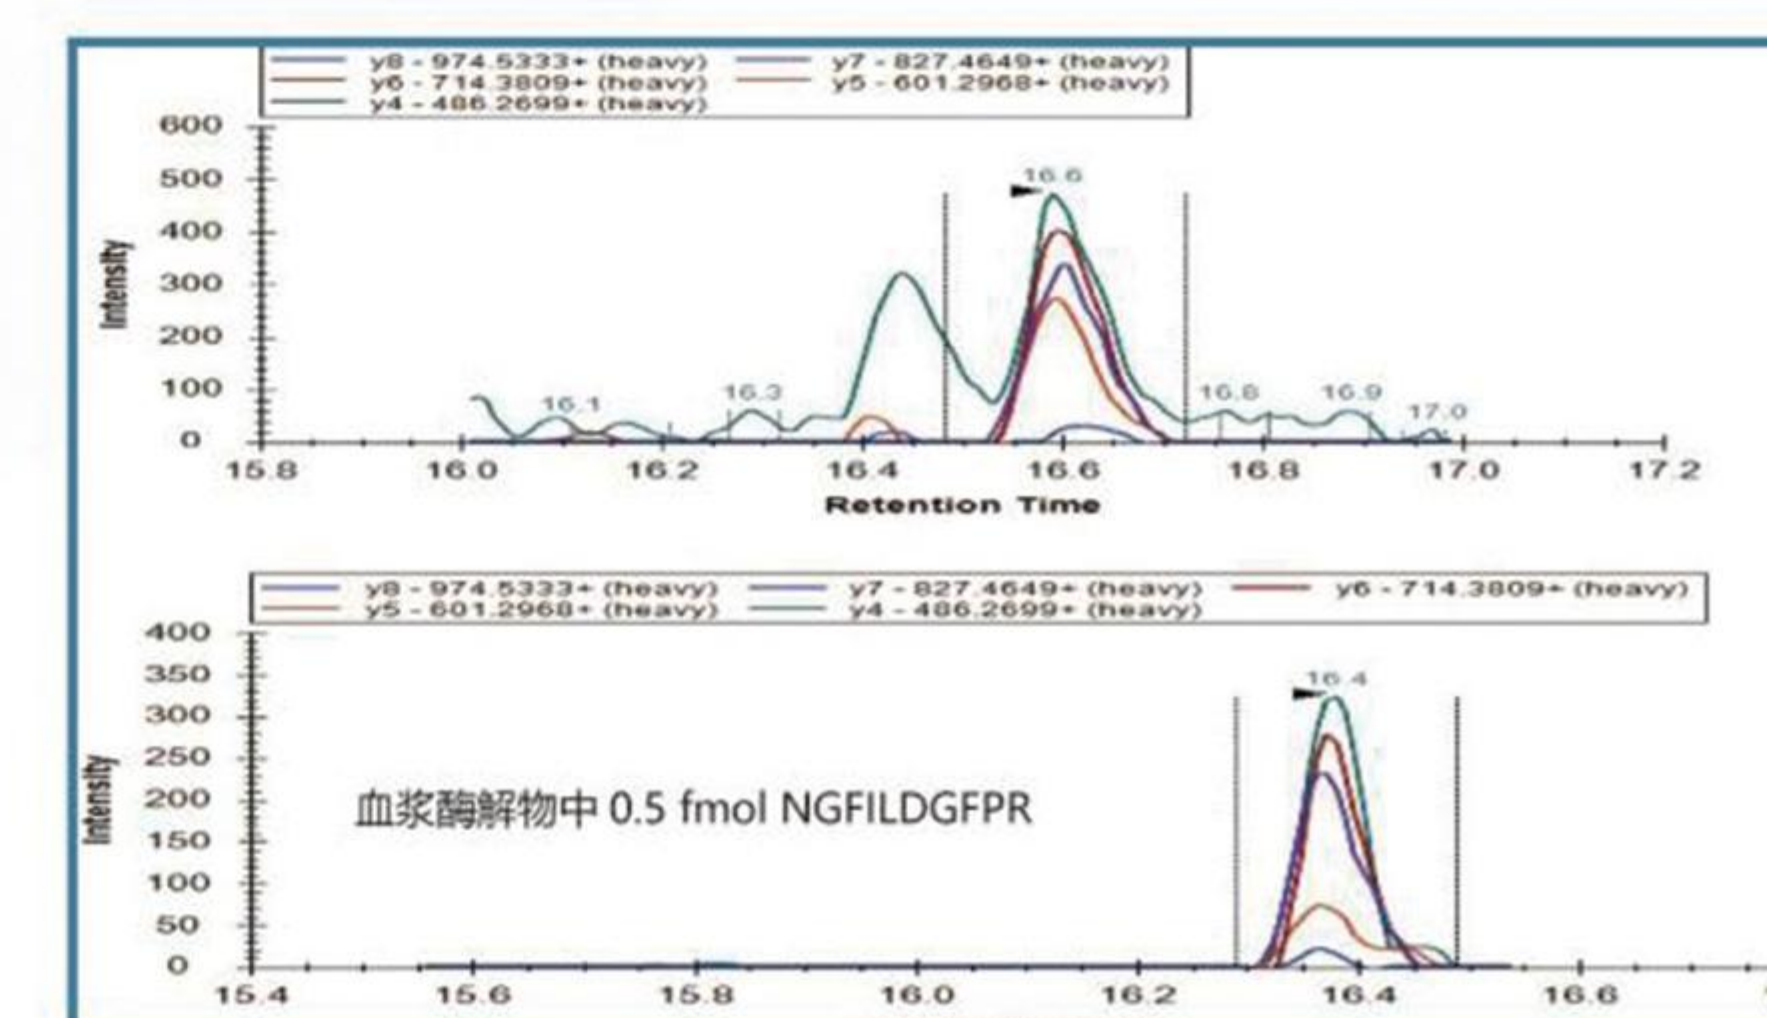 y8 - 974.5333+ (heavy) y7 - 827.4649+ (heavy)
y6 - 714.3809+ (heavy) y5 - 601.2968+ (heavy)
y4 - 486.2699+ (heavy)
600
500
400
300
200
100
0
Intensity
16.6
16.1
16.3
16.8
16.9
17.0
15.8 16.0 16.2 16.4 16.6 16.8 17.0 17.2
Retention Time
y8 - 974.5333+ (heavy) y7 - 827.4649+ (heavy) y6 - 714.3809+ (heavy)
y5 - 601.2968+ (heavy) y4 - 486.2699+ (heavy)
400
350
300
250
200
150
100
50
0
Intensity
16.4
血浆酶解物中 0.5 fmol NGFILDGFPR
15.4 15.6 15.8 16.0 16.2 16.4 16.6